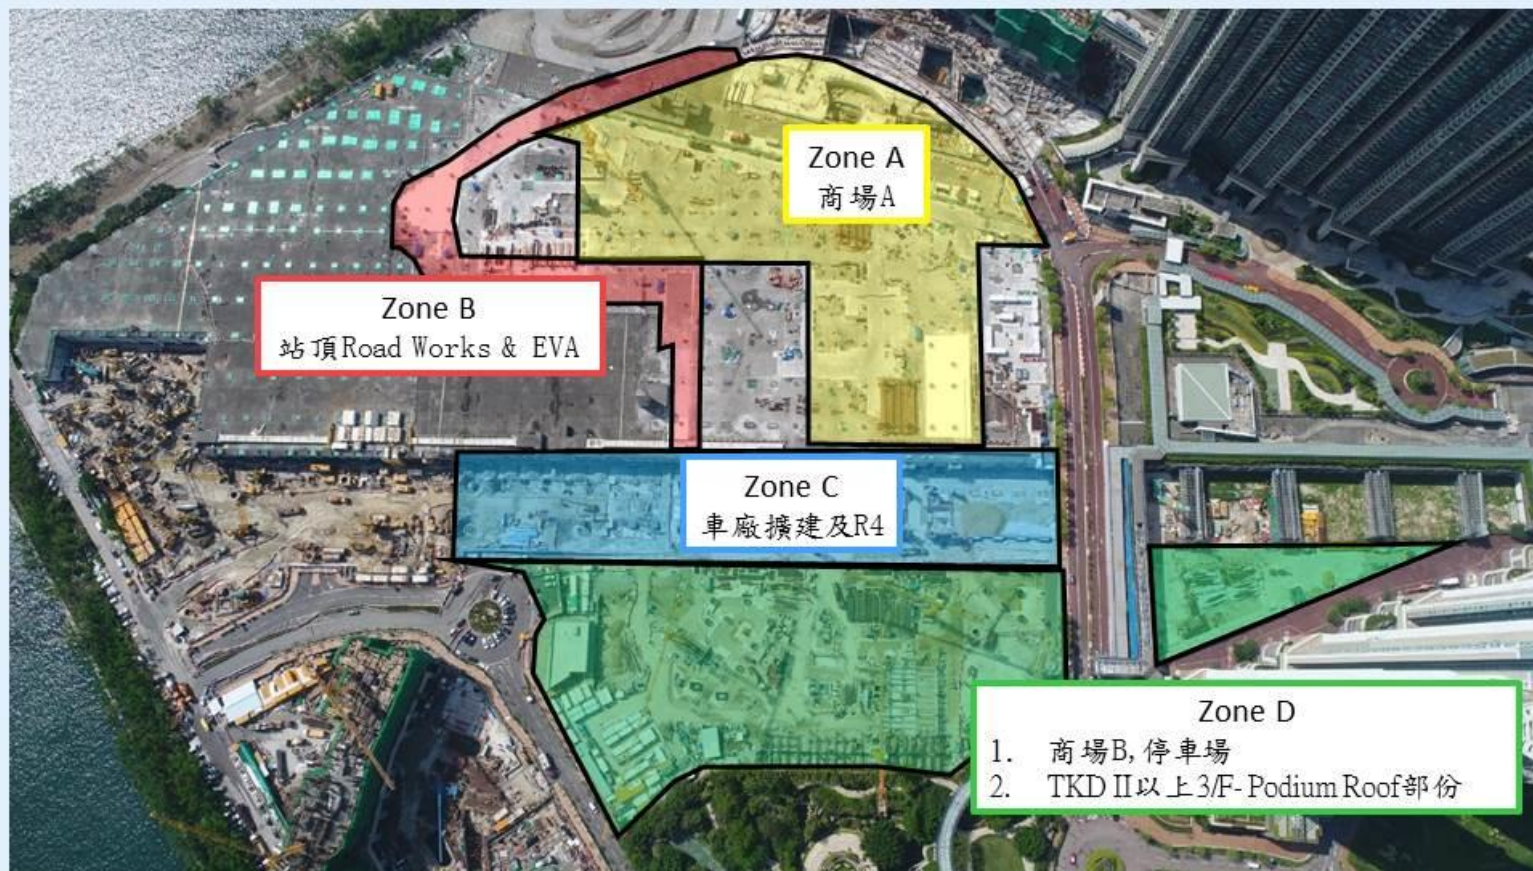 Zone A
商場A
Zone B
站頂Road Works & EVA
Zone C
車廠擴建及R4
Zone D
1. 商場B,停車場
2. TKD II以上3/F- Podium Roof部份